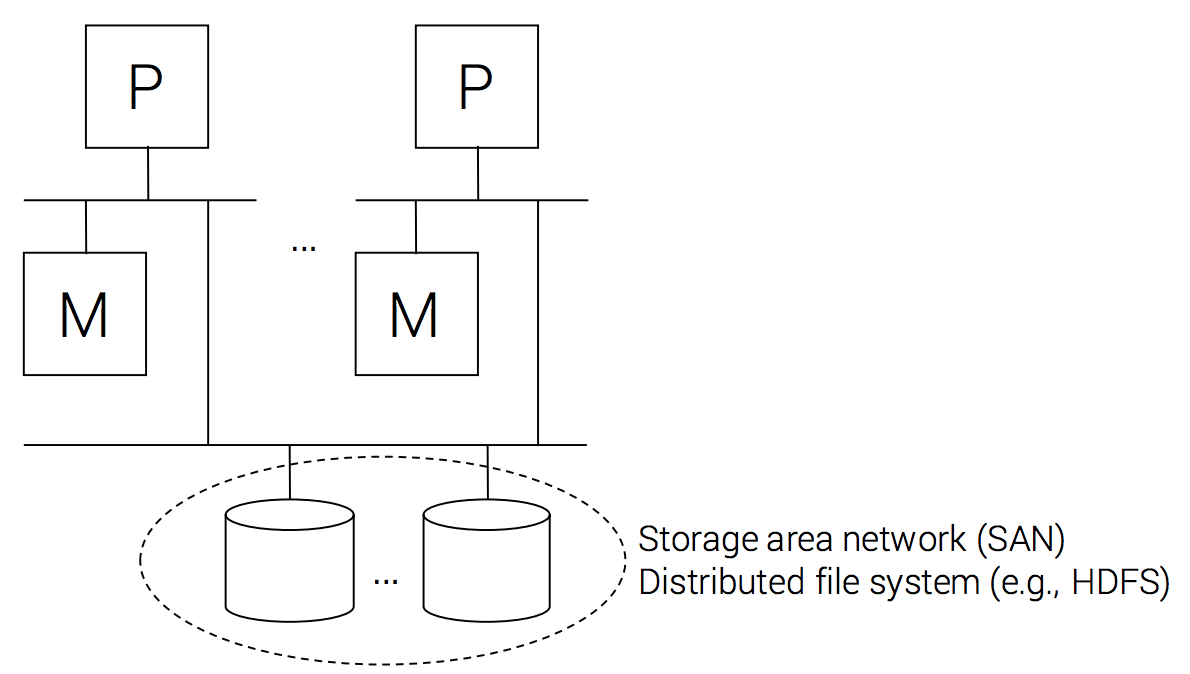 P
P
...
M
M
...
Storage area network (SAN)
Distributed file system (e.g., HDFS)